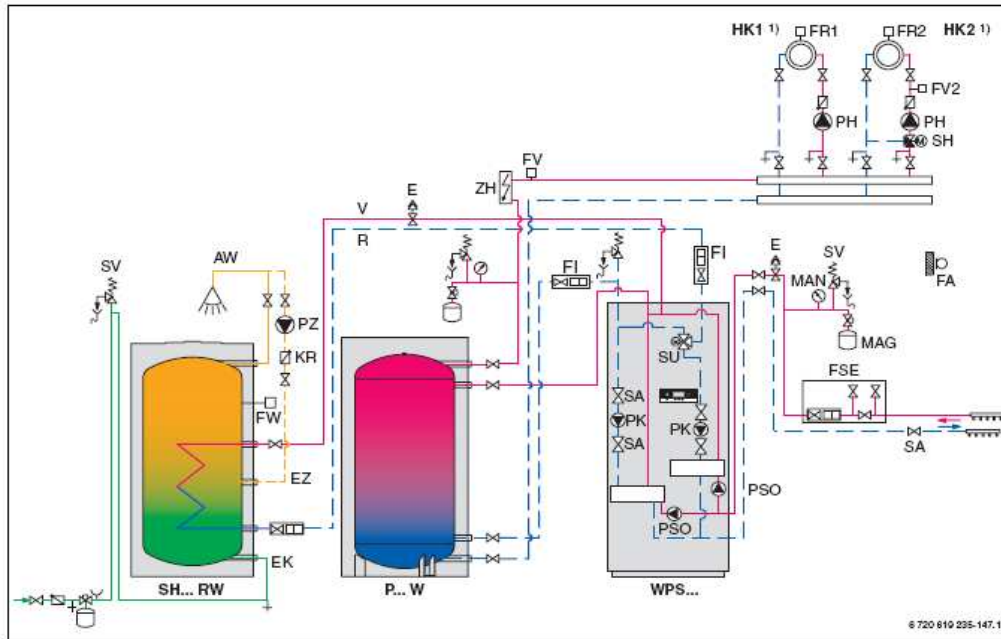 HK1 1) FR1 FR2 HK2 1)
FV2
PH PH
SH
FV
ZH
E
V
R
FI FI E SV
MAN
FA
SV AW
PZ
KR
MAG
SU
FSE
FW SA
PK PK
SA SA
EZ PSO
PSO
EK
SH... RW P... W WPS...
6 720 619 235-147.1